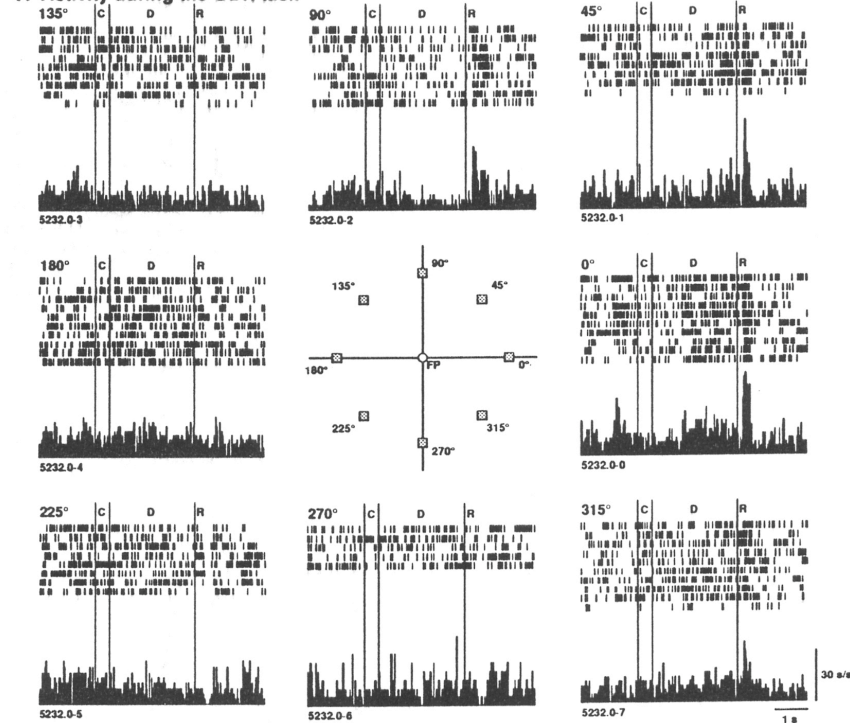 135° C D R
90° C D R
45° C D R
5232.0-3
5232.0-2
5232.0-1
180° C D R
90°
135°
45°
0° C D R
180°
FP
0°
225°
315°
270°
5232.0-4
5232.0-0
225° C D R
270° C D R
315° C D R
30 s/s
5232.0-5
5232.0-6
5232.0-7
1 s